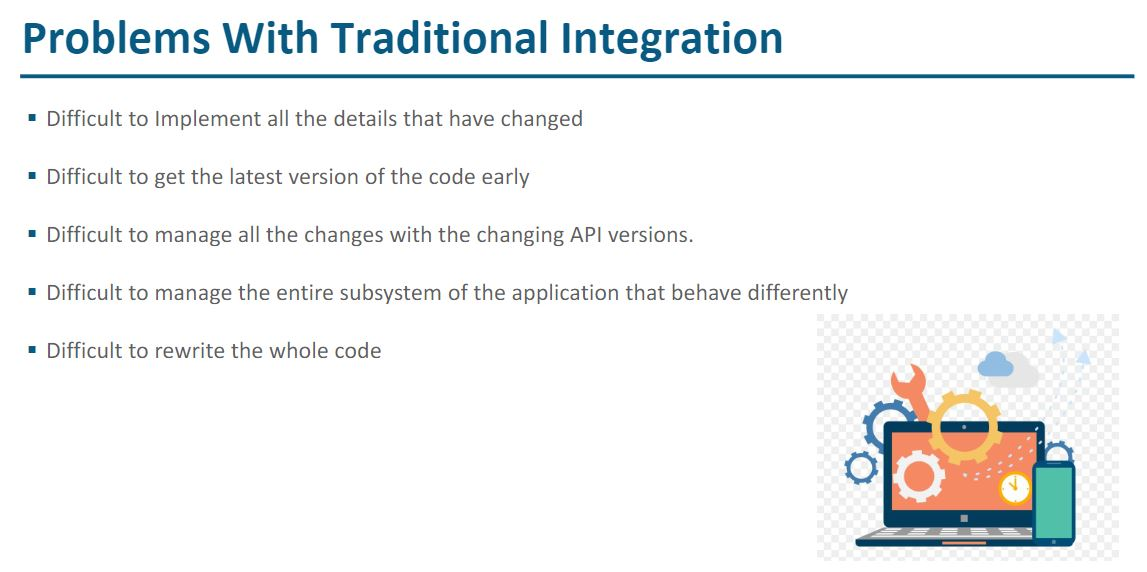 Problems With Traditional Integration
▪ Difficult to Implement all the details that have changed
▪ Difficult to get the latest version of the code early
▪ Difficult to manage all the changes with the changing API versions.
▪ Difficult to manage the entire subsystem of the application that behave differently
▪ Difficult to rewrite the whole code